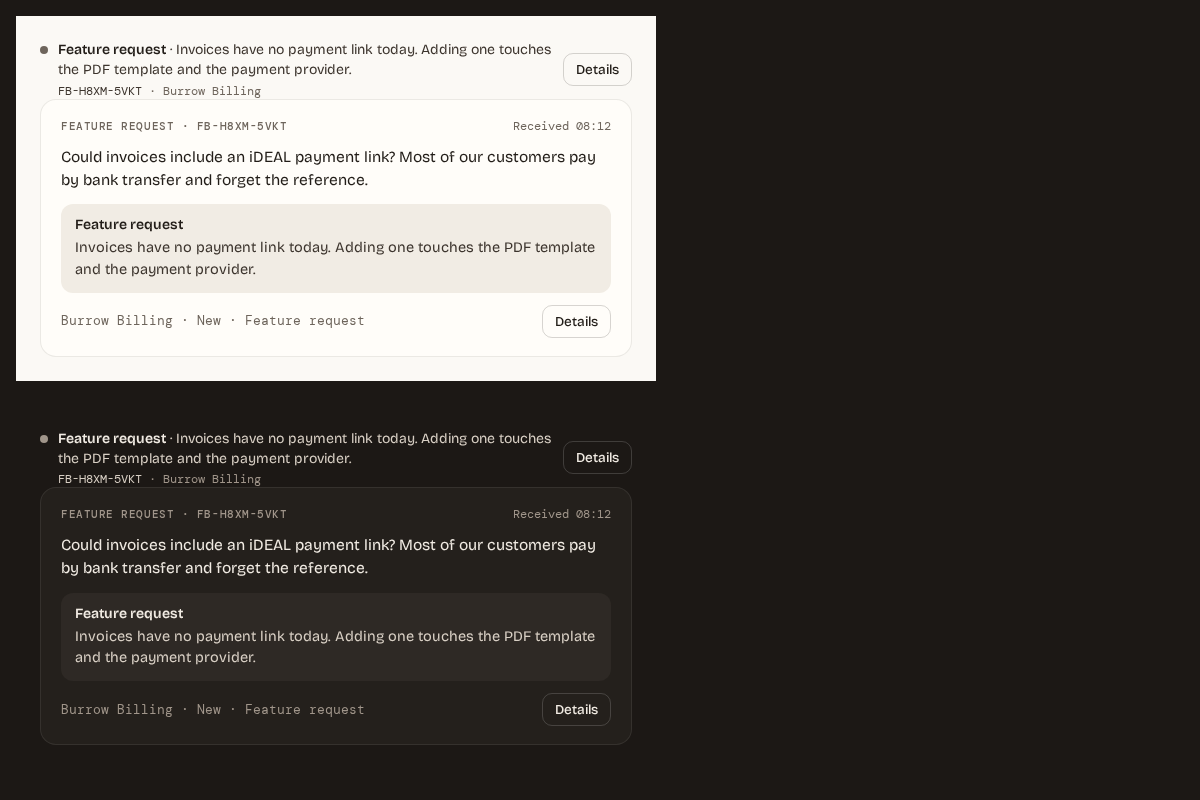 Feature request · Invoices have no payment link today. Adding one touches
the PDF template and the payment provider.
Details
FB-H8XM-5VKT · Burrow Billing
FEATURE REQUEST · FB-H8XM-5VKT
Received 08:12
Could invoices include an iDEAL payment link? Most of our customers pay
by bank transfer and forget the reference.
Feature request
Invoices have no payment link today. Adding one touches the PDF template
and the payment provider.
Burrow Billing · New · Feature request
Details
Feature request · Invoices have no payment link today. Adding one touches
the PDF template and the payment provider.
Details
FB-H8XM-5VKT · Burrow Billing
FEATURE REQUEST · FB-H8XM-5VKT
Received 08:12
Could invoices include an iDEAL payment link? Most of our customers pay
by bank transfer and forget the reference.
Feature request
Invoices have no payment link today. Adding one touches the PDF template
and the payment provider.
Burrow Billing · New · Feature request
Details